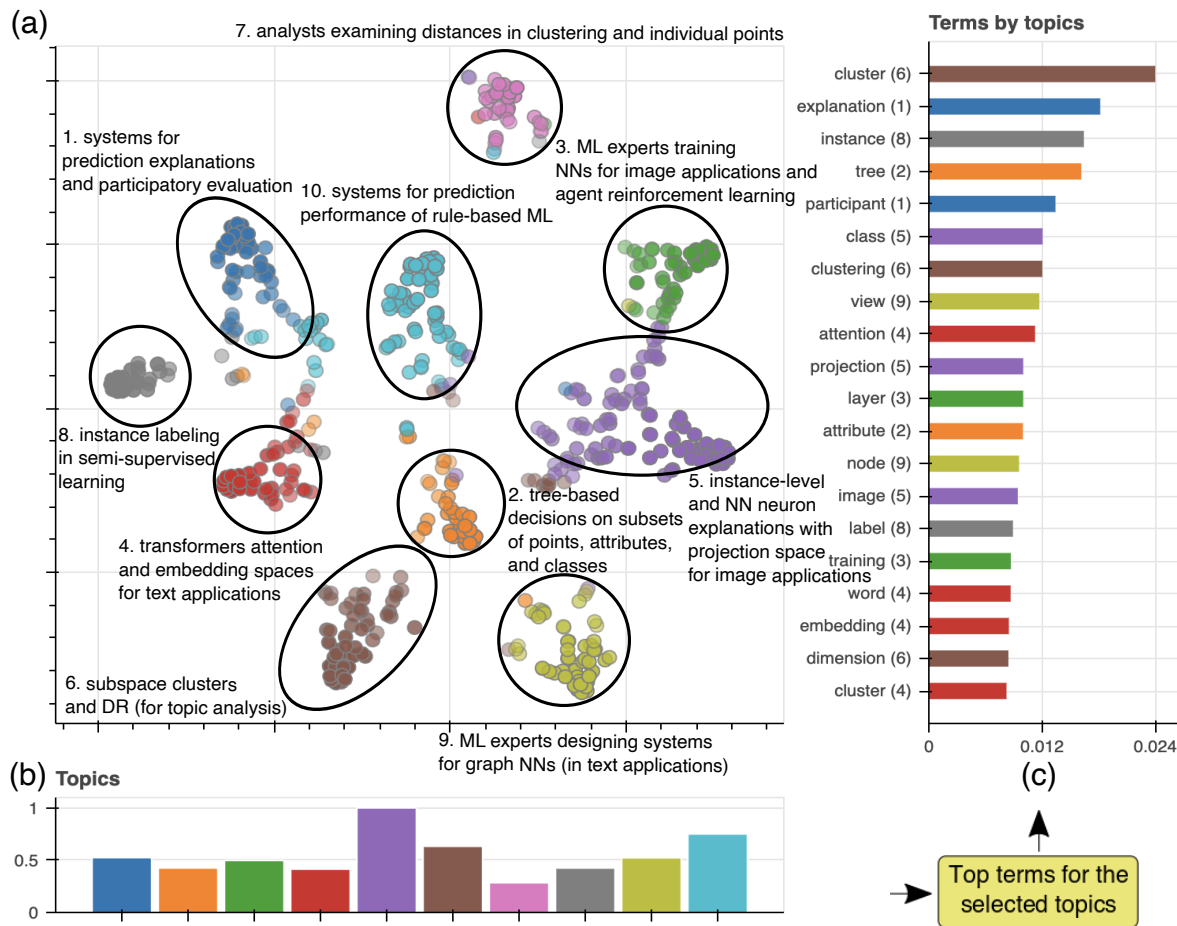 (a)
7. analysts examining distances in clustering and individual points
1. systems for
prediction explanations
and participatory evaluation
10. systems for prediction
performance of rule-based ML
3. ML experts training
NNs for image applications and
agent reinforcement learning
8. instance labeling
in semi-supervised
learning
4. transformers attention
and embedding spaces
for text applications
2. tree-based
decisions on subsets
of points, attributes,
and classes
5. instance-level
and NN neuron
explanations with
projection space
for image applications
6. subspace clusters
and DR (for topic analysis)
9. ML experts designing systems
for graph NNs (in text applications)
Terms by topics
cluster (6)
explanation (1)
instance (8)
tree (2)
participant (1)
class (5)
clustering (6)
view (9)
attention (4)
projection (5)
layer (3)
attribute (2)
node (9)
image (5)
label (8)
training (3)
word (4)
embedding (4)
dimension (6)
cluster (4)
0 0.012 0.024
(c)
Top terms for the
selected topics
(b) Topics
1
0.5
0